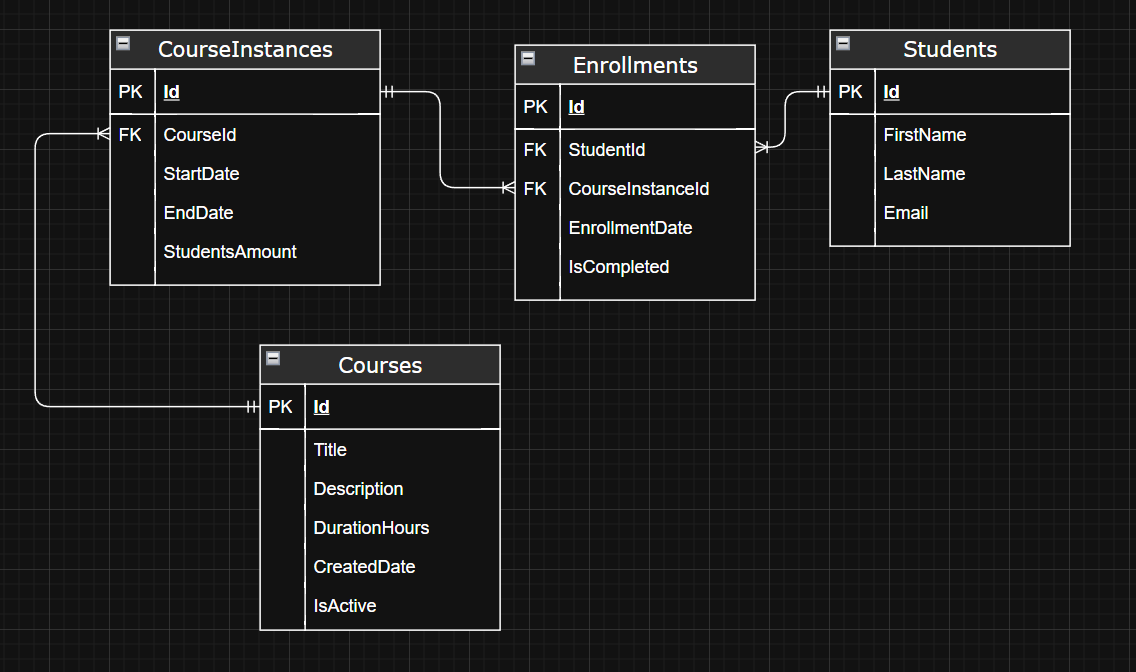 CourseInstances
PK Id
FK CourseId
StartDate
EndDate
StudentsAmount
Enrollments
PK Id
FK StudentId
FK CourseInstanceId
EnrollmentDate
IsCompleted
Students
PK Id
FirstName
LastName
Email
Courses
PK Id
Title
Description
DurationHours
CreatedDate
IsActive